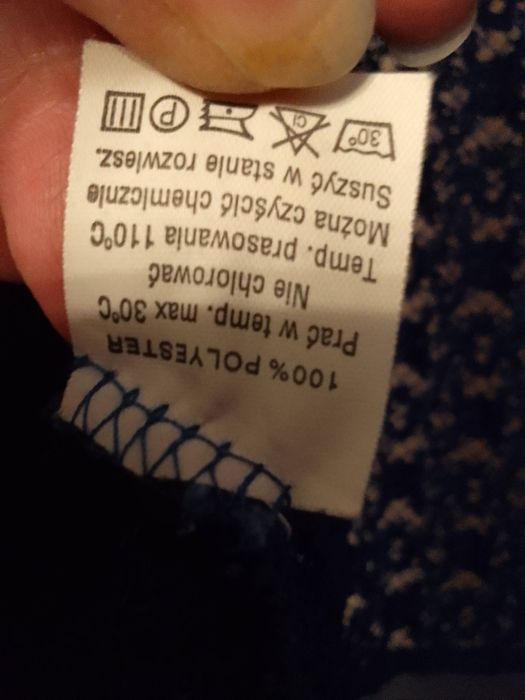 100% POLYESTER
Prać w temp. max 30°C
Nie chlorować
Temp. prasowania 110°C
Można czyścić chemicznie
Suszyć w stanie rozwiesz.
30° Cl P